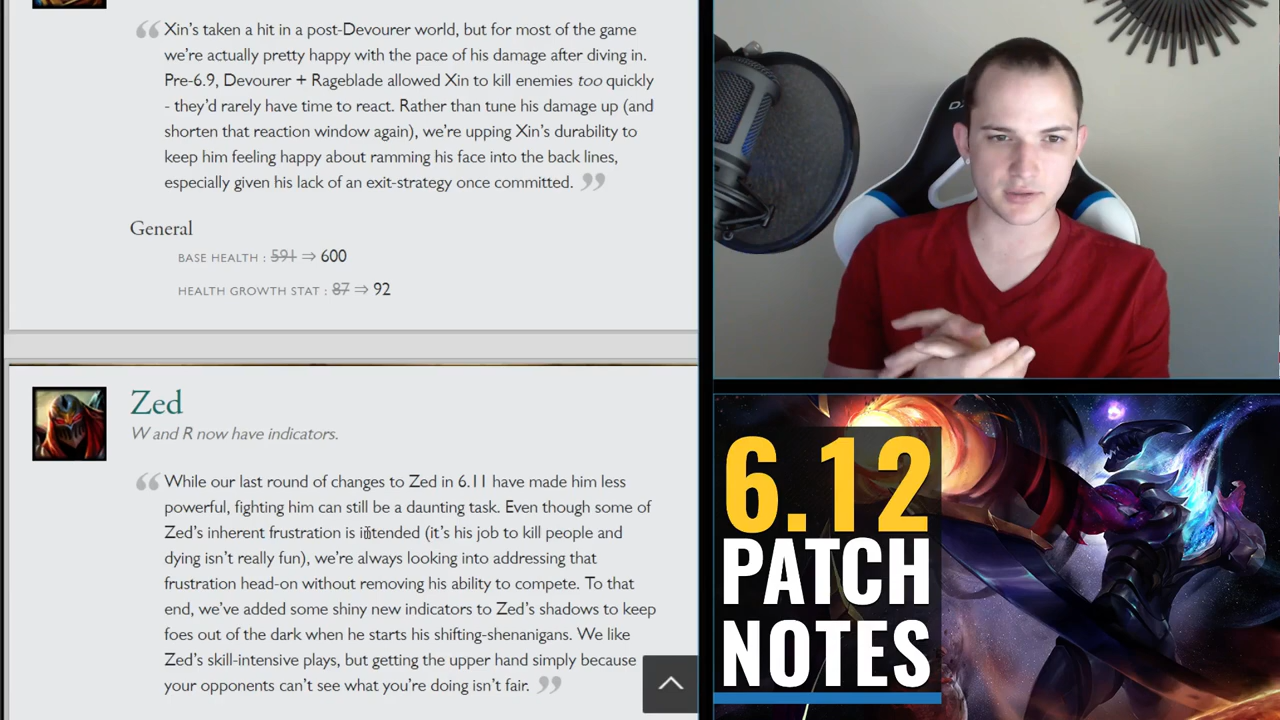 Xin's taken a hit in a post-Devourer world, but for most of the game
we're actually pretty happy with the pace of his damage after diving in.
Pre-6.9, Devourer + Rageblade allowed Xin to kill enemies too quickly
- they'd rarely have time to react. Rather than tune his damage up (and
shorten that reaction window again), we're upping Xin's durability to
keep him feeling happy about ramming his face into the back lines,
especially given his lack of an exit-strategy once committed.
General
BASE HEALTH : 591 ⇒ 600
HEALTH GROWTH STAT : 87 ⇒ 92
Zed
W and R now have indicators.
While our last round of changes to Zed in 6.11 have made him less
powerful, fighting him can still be a daunting task. Even though some of
Zed's inherent frustration is intended (it's his job to kill people and
dying isn't really fun), we're always looking into addressing that
frustration head-on without removing his ability to compete. To that
end, we've added some shiny new indicators to Zed's shadows to keep
foes out of the dark when he starts his shifting-shenanigans. We like
Zed's skill-intensive plays, but getting the upper hand simply because
your opponents can't see what you're doing isn't fair.
6.12
PATCH
NOTES